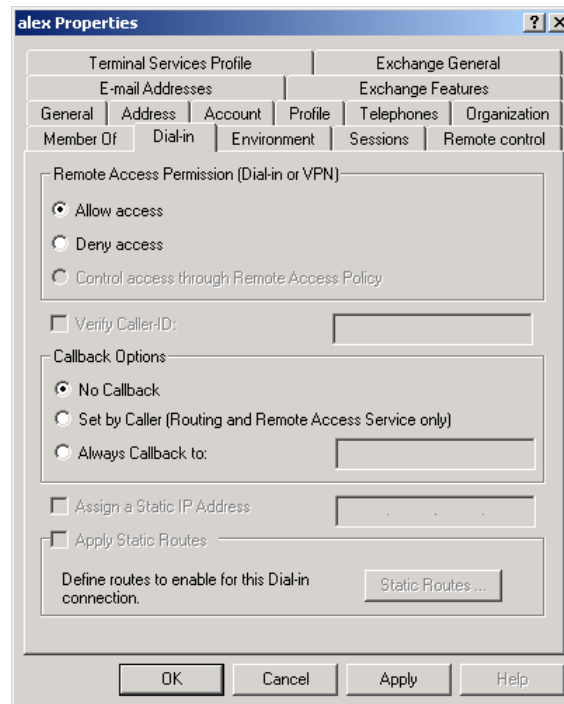 alex Properties
Terminal Services Profile Exchange General
E-mail Addresses Exchange Features
General Address Account Profile Telephones Organization
Member Of Dial-in Environment Sessions Remote control
Remote Access Permission (Dial-in or VPN)
Allow access
Deny access
Control access through Remote Access Policy
Verify Caller-ID:
Callback Options
No Callback
Set by Caller (Routing and Remote Access Service only)
Always Callback to:
Assign a Static IP Address
Apply Static Routes
Define routes to enable for this Dial-in
connection.
Static Routes ...
OK Cancel Apply Help